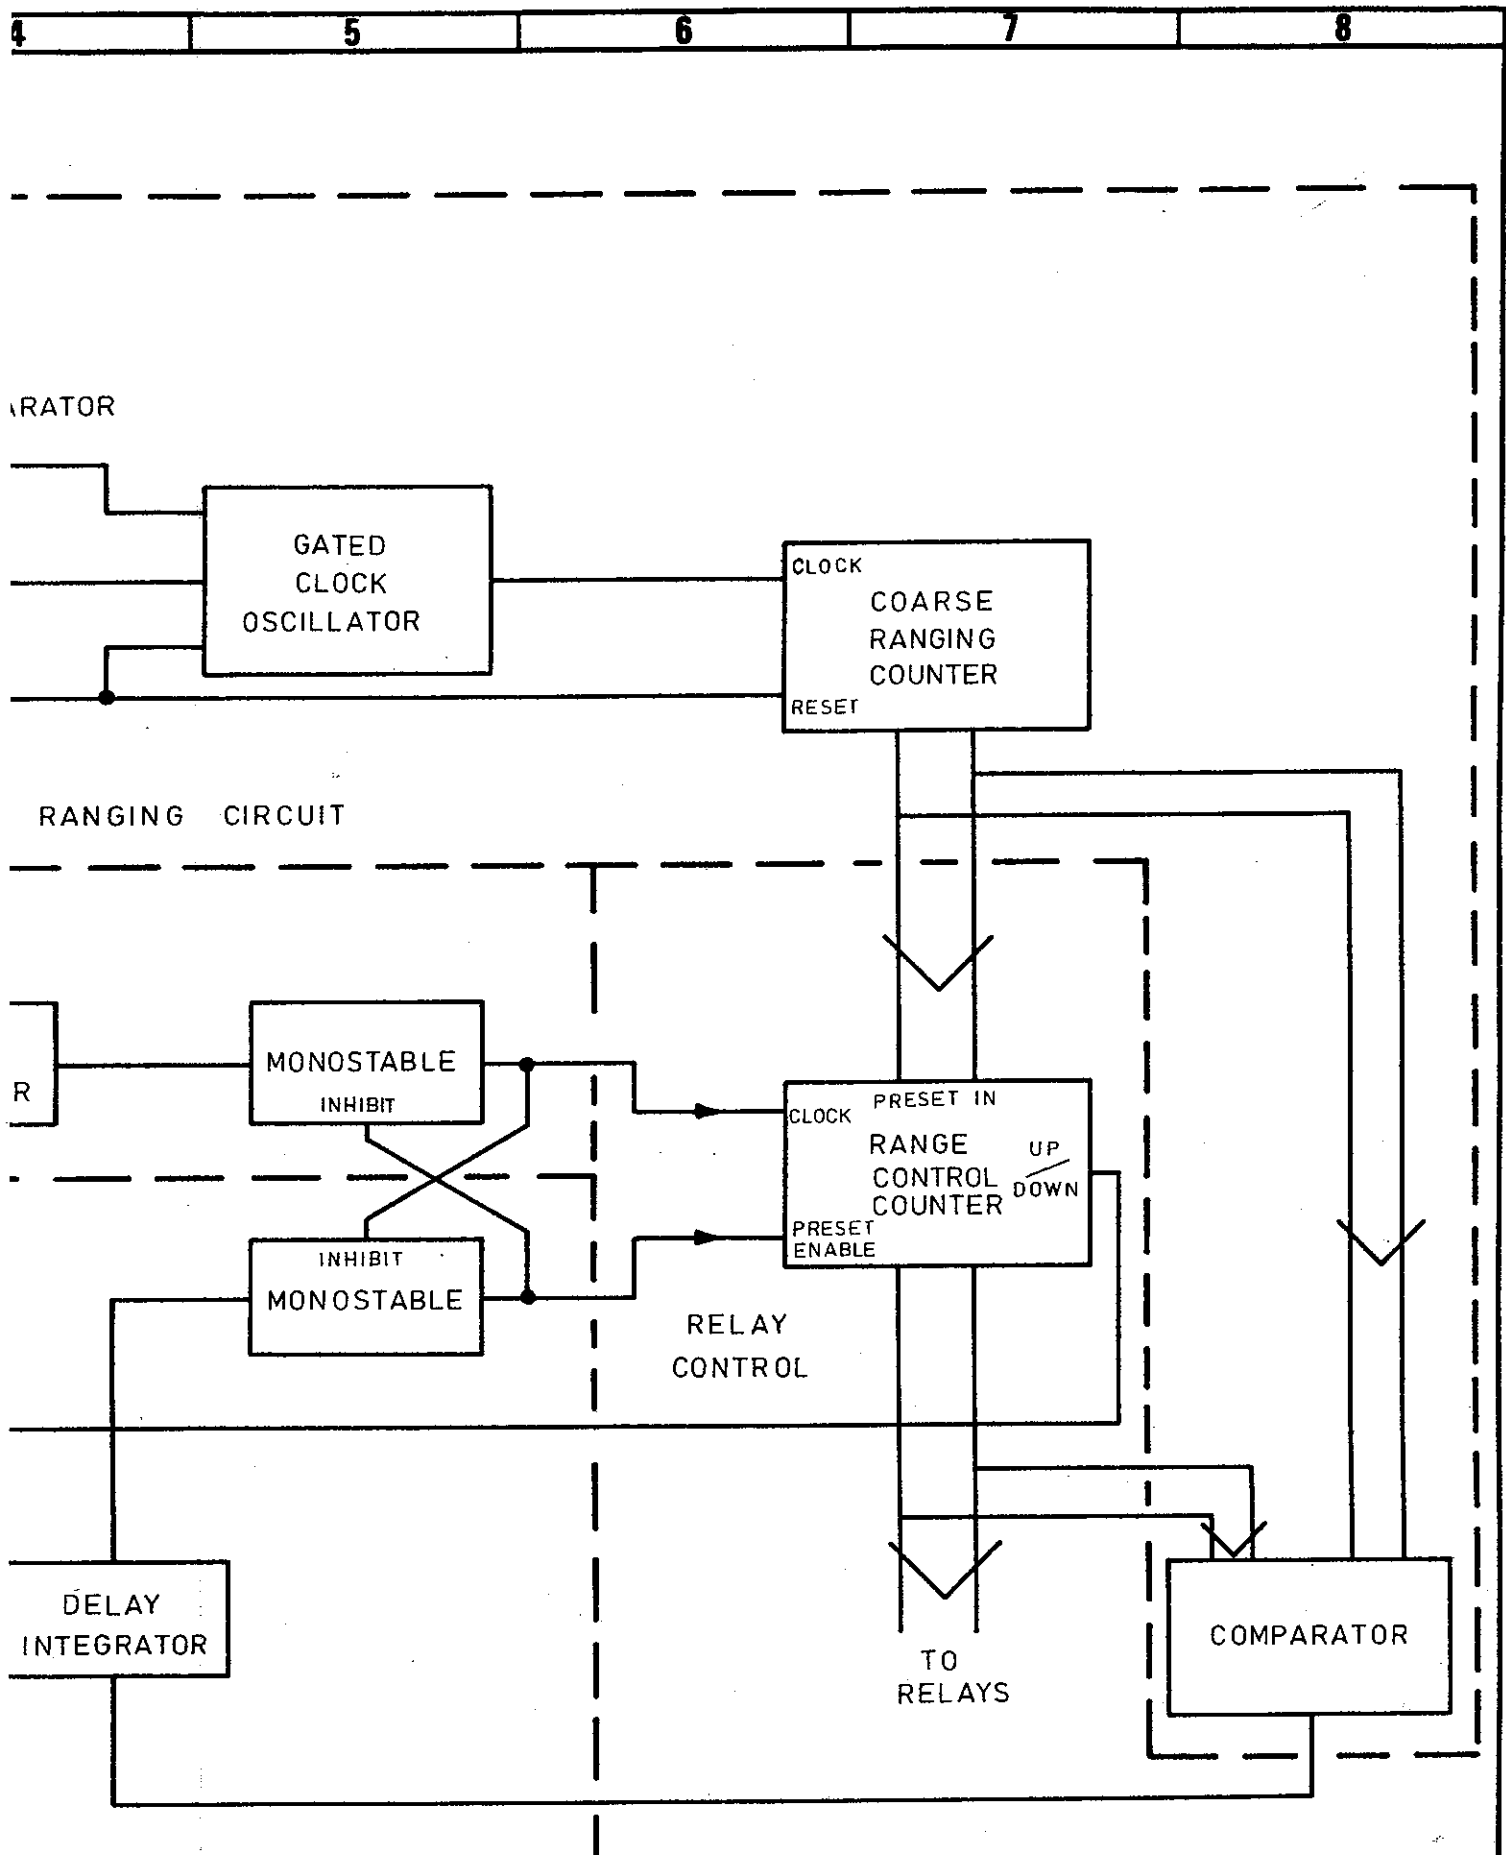 4 5 6 7 8
ARATOR
GATED
CLOCK
OSCILLATOR
CLOCK
COARSE
RANGING
COUNTER
RESET
RANGING CIRCUIT
R
MONOSTABLE
INHIBIT
INHIBIT
MONOSTABLE
CLOCK
PRESET IN
RANGE
CONTROL
COUNTER
UP
/
DOWN
PRESET
ENABLE
RELAY
CONTROL
DELAY
INTEGRATOR
TO
RELAYS
COMPARATOR